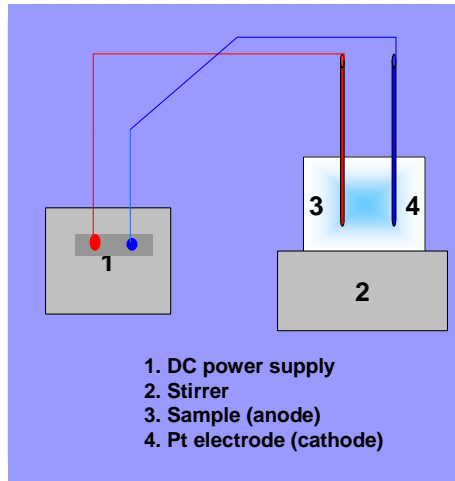 3
4
1
2
1. DC power supply
2. Stirrer
3. Sample (anode)
4. Pt electrode (cathode)